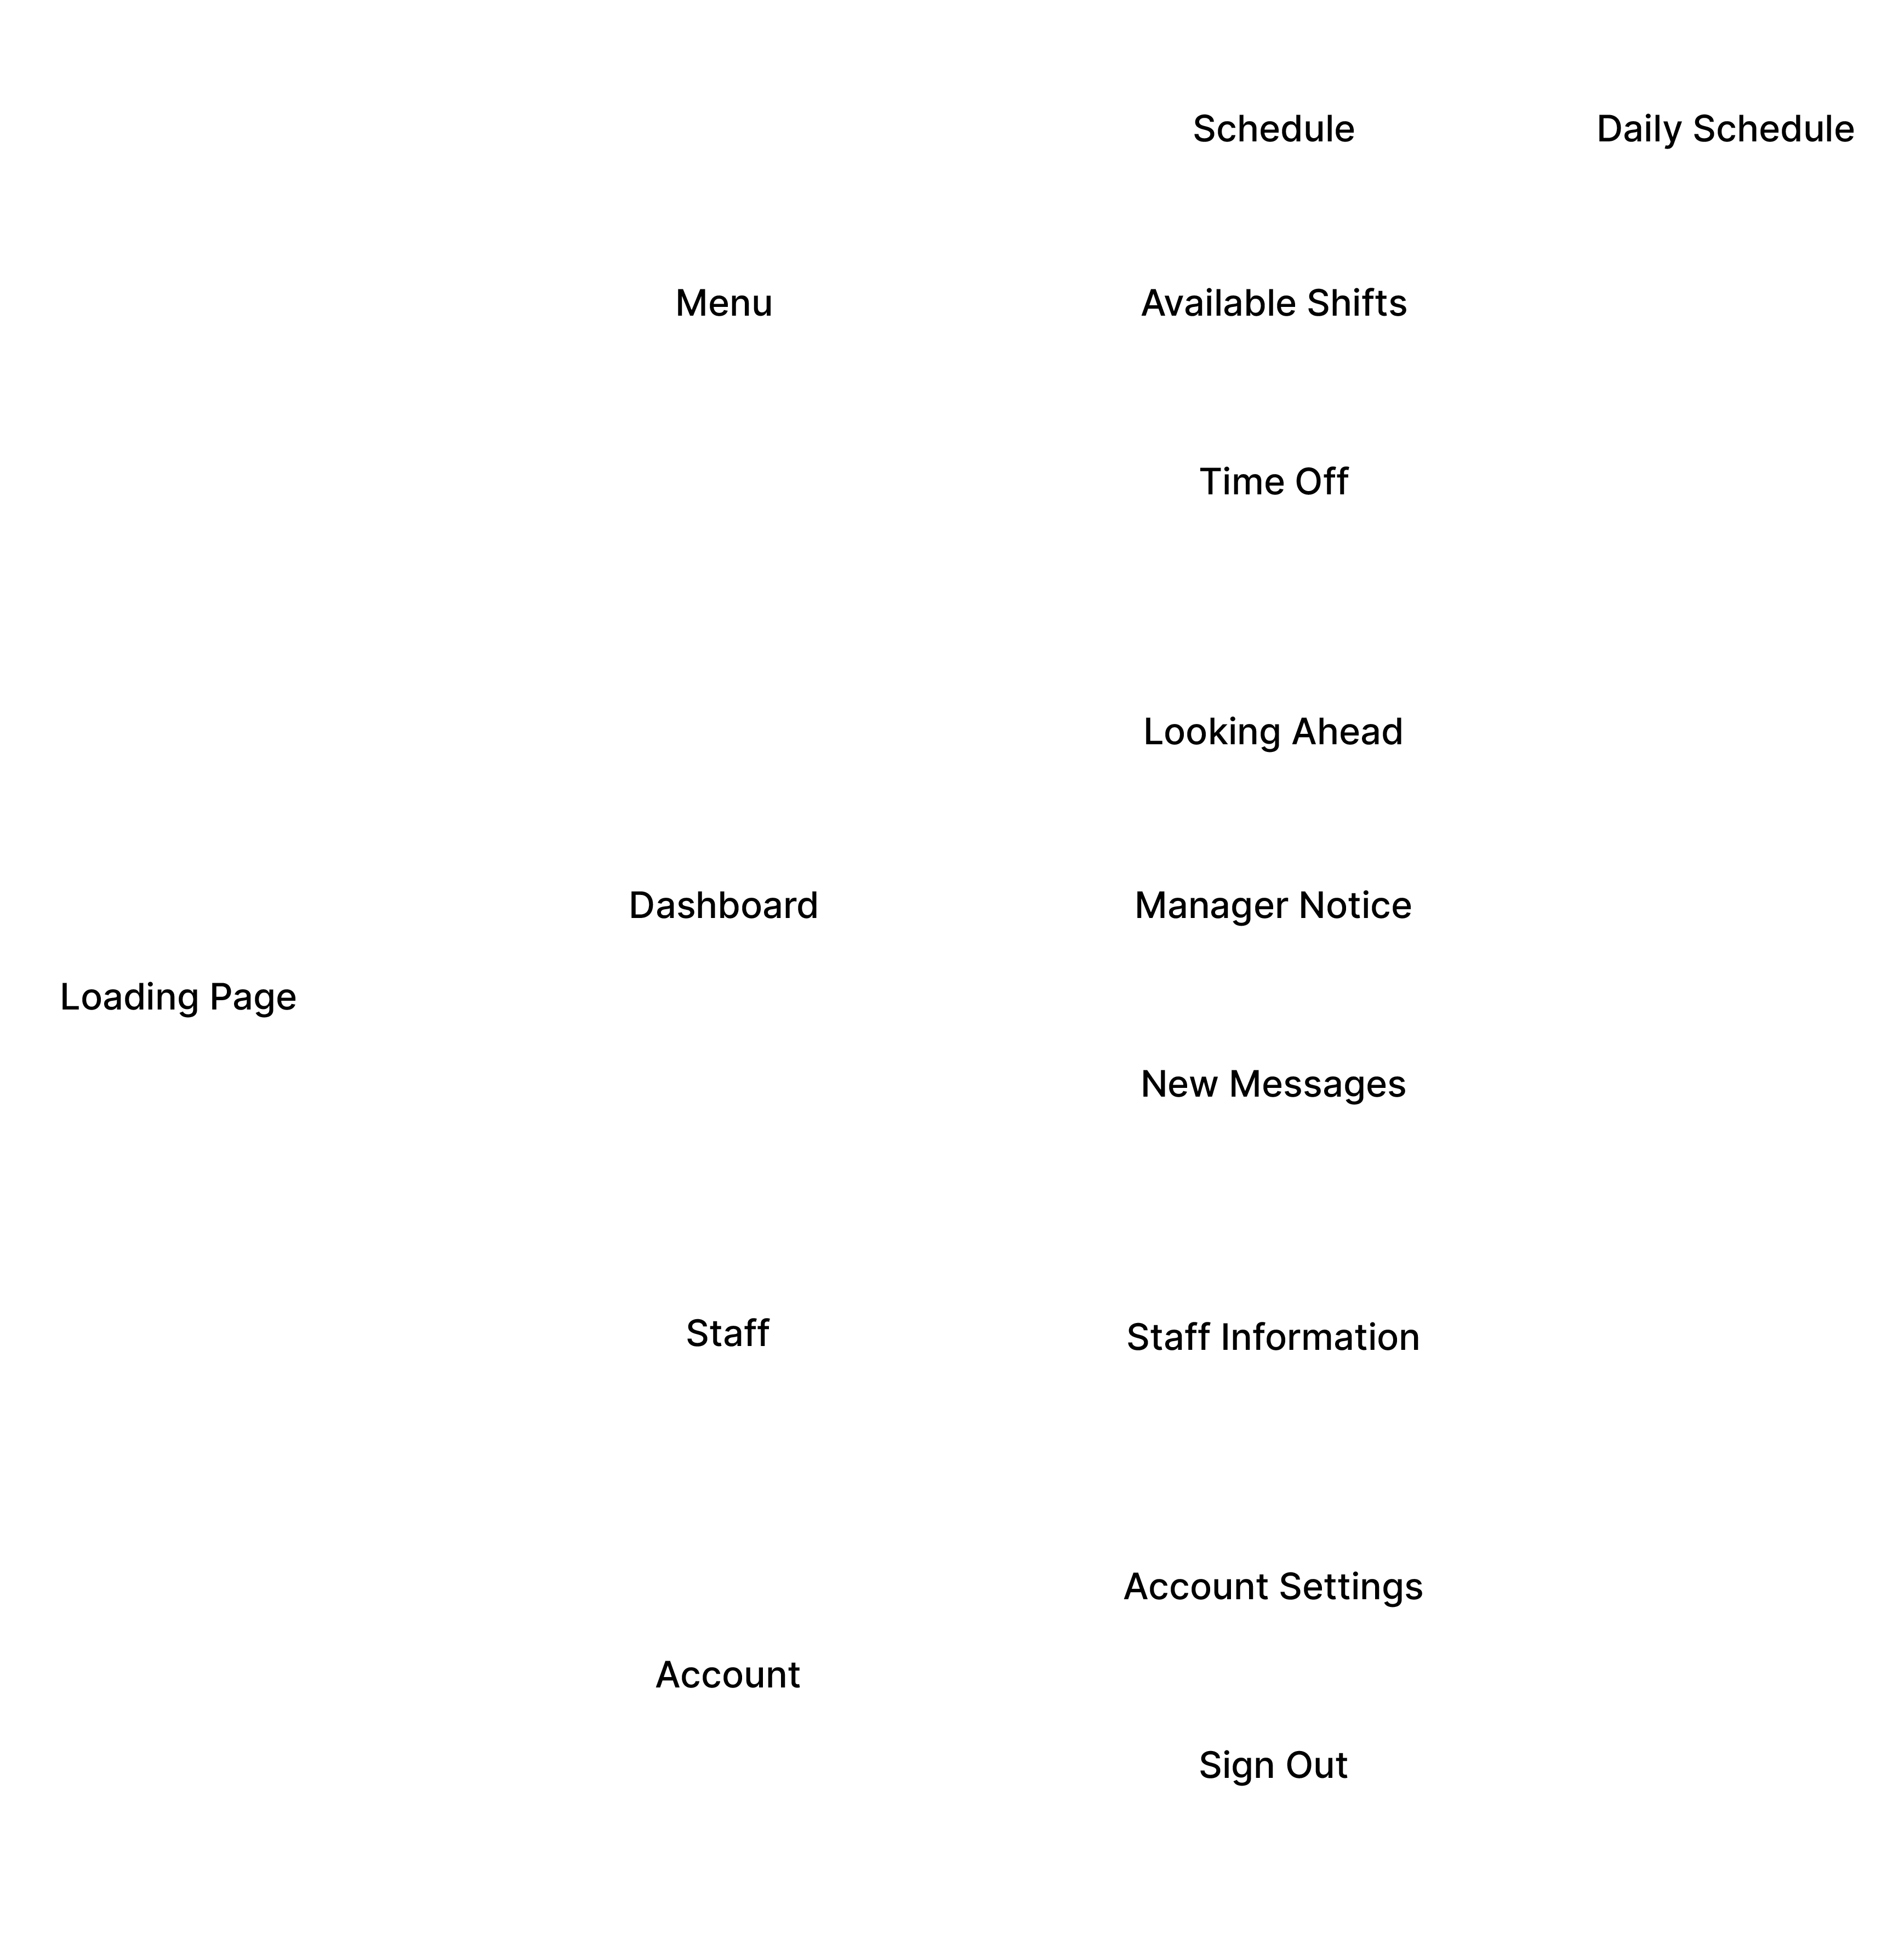 Schedule
Daily Schedule
Menu
Available Shifts
Time Off
Looking Ahead
Dashboard
Manager Notice
Loading Page
New Messages
Staff
Staff Information
Account Settings
Account
Sign Out